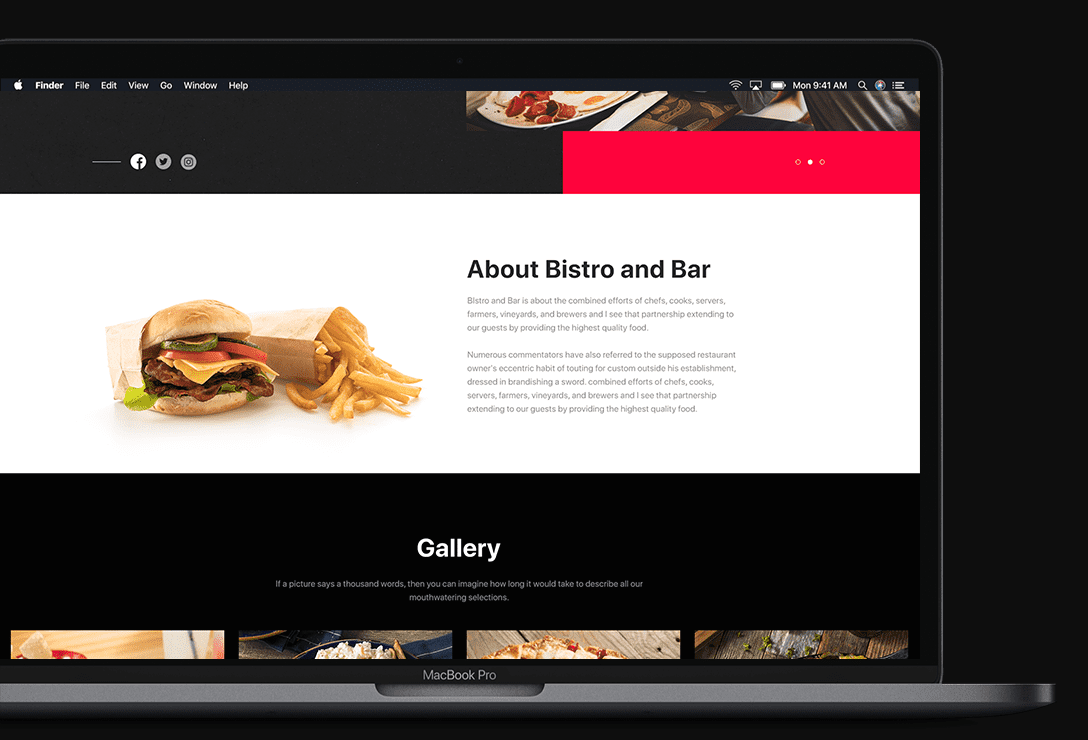 Finder File Edit View Go Window Help Mon 9:41 AM
About Bistro and Bar
Bistro and Bar is about the combined efforts of chefs, cooks, servers,
farmers, vineyards, and brewers and I see that partnership extending to
our guests by providing the highest quality food.
Numerous commentators have also referred to the supposed restaurant
owner's eccentric habit of touting for custom outside his establishment,
dressed in brandishing a sword. combined efforts of chefs, cooks,
servers, farmers, vineyards, and brewers and I see that partnership
extending to our guests by providing the highest quality food.
Gallery
If a picture says a thousand words, then you can imagine how long it would take to describe all our
mouthwatering selections.
MacBook Pro